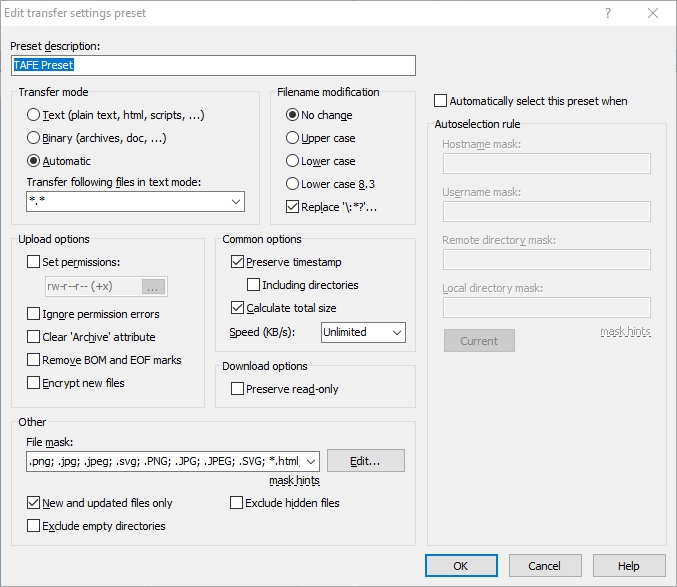 Edit transfer settings preset
?
Preset description:
TAFE Preset
Transfer mode
Text (plain text, html, scripts, ...)
Binary (archives, doc, ...)
Automatic
Transfer following files in text mode:
*.*
Filename modification
No change
Upper case
Lower case
Lower case 8.3
Replace '\:*?'...
Upload options
Set permissions:
rw-r--r-- (+x)
...
Ignore permission errors
Clear 'Archive' attribute
Remove BOM and EOF marks
Encrypt new files
Common options
Preserve timestamp
Including directories
Calculate total size
Speed (KB/s):
Unlimited
Download options
Preserve read-only
Other
File mask:
.png; .jpg; .jpeg; .svg; .PNG; .JPG; .JPEG; .SVG; *.html,
Edit...
mask hints
New and updated files only
Exclude hidden files
Exclude empty directories
Automatically select this preset when
Autoselection rule
Hostname mask:
Username mask:
Remote directory mask:
Local directory mask:
Current
mask hints
OK
Cancel
Help